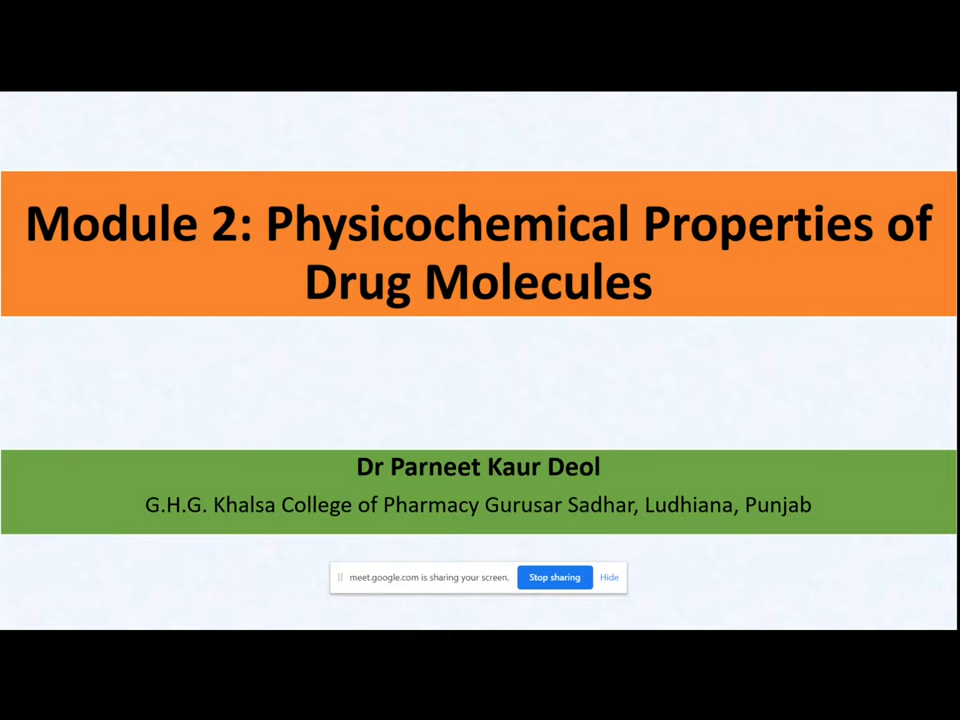 Module 2: Physicochemical Properties of
Drug Molecules
Dr Parneet Kaur Deol
G.H.G. Khalsa College of Pharmacy Gurusar Sadhar, Ludhiana, Punjab
meet.google.com is sharing your screen. Stop sharing Hide